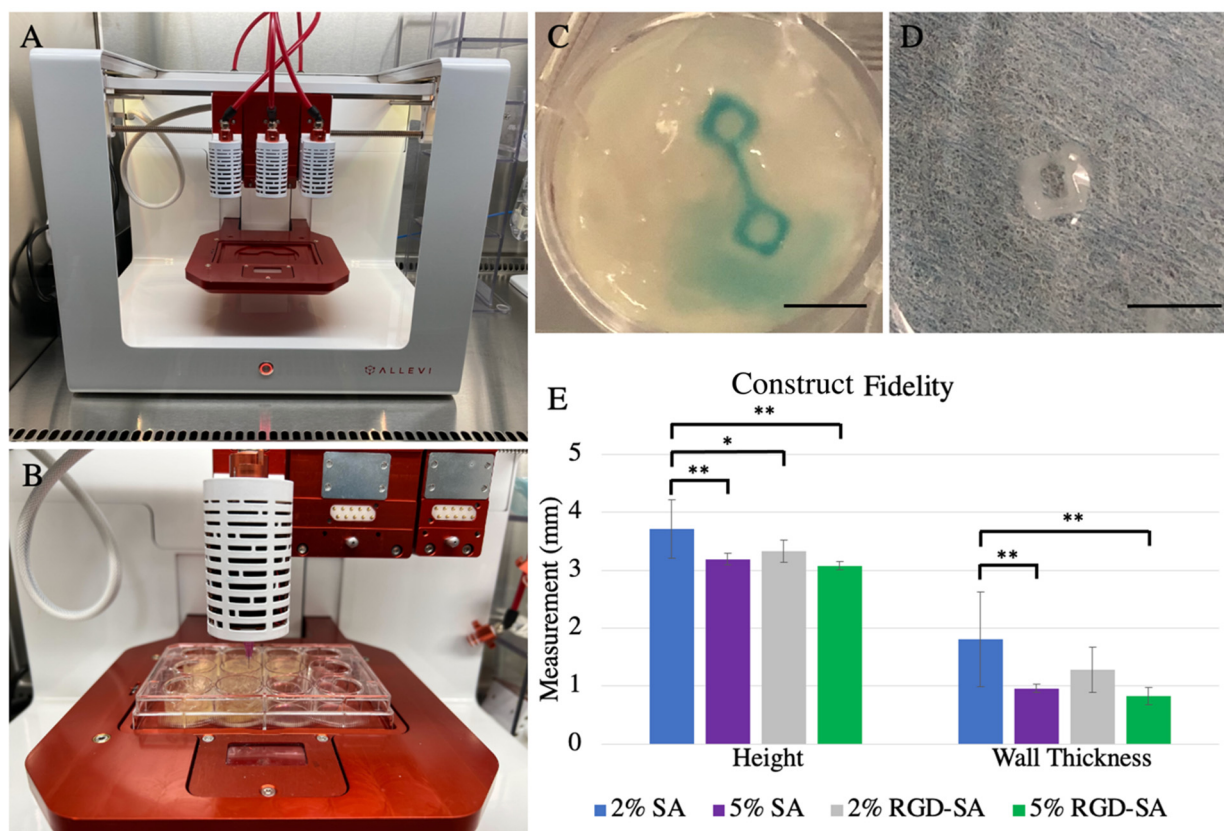 A
ALLEVI
B
C
D
E
Construct Fidelity
**
*
**
**
**
Measurement (mm)
5
4
3
2
1
0
Height
Wall Thickness
2% SA
5% SA
2% RGD-SA
5% RGD-SA